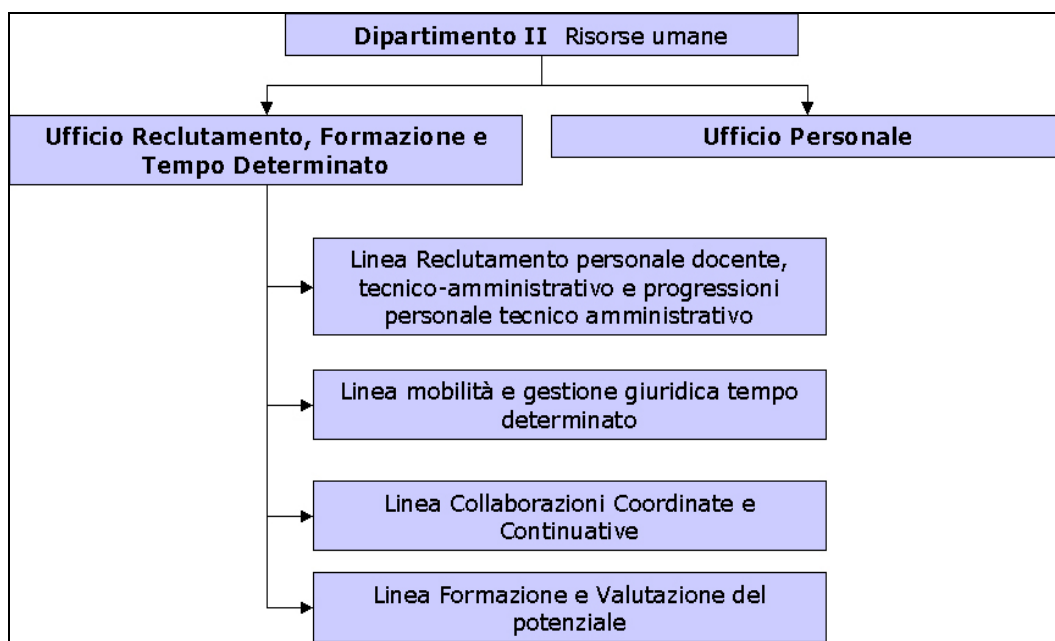 Dipartimento II Risorse umane
Ufficio Reclutamento, Formazione e
Tempo Determinato
Ufficio Personale
Linea Reclutamento personale docente,
tecnico-amministrativo e progressioni
personale tecnico amministrativo
Linea mobilità e gestione giuridica tempo
determinato
Linea Collaborazioni Coordinate e
Continuative
Linea Formazione e Valutazione del
potenziale